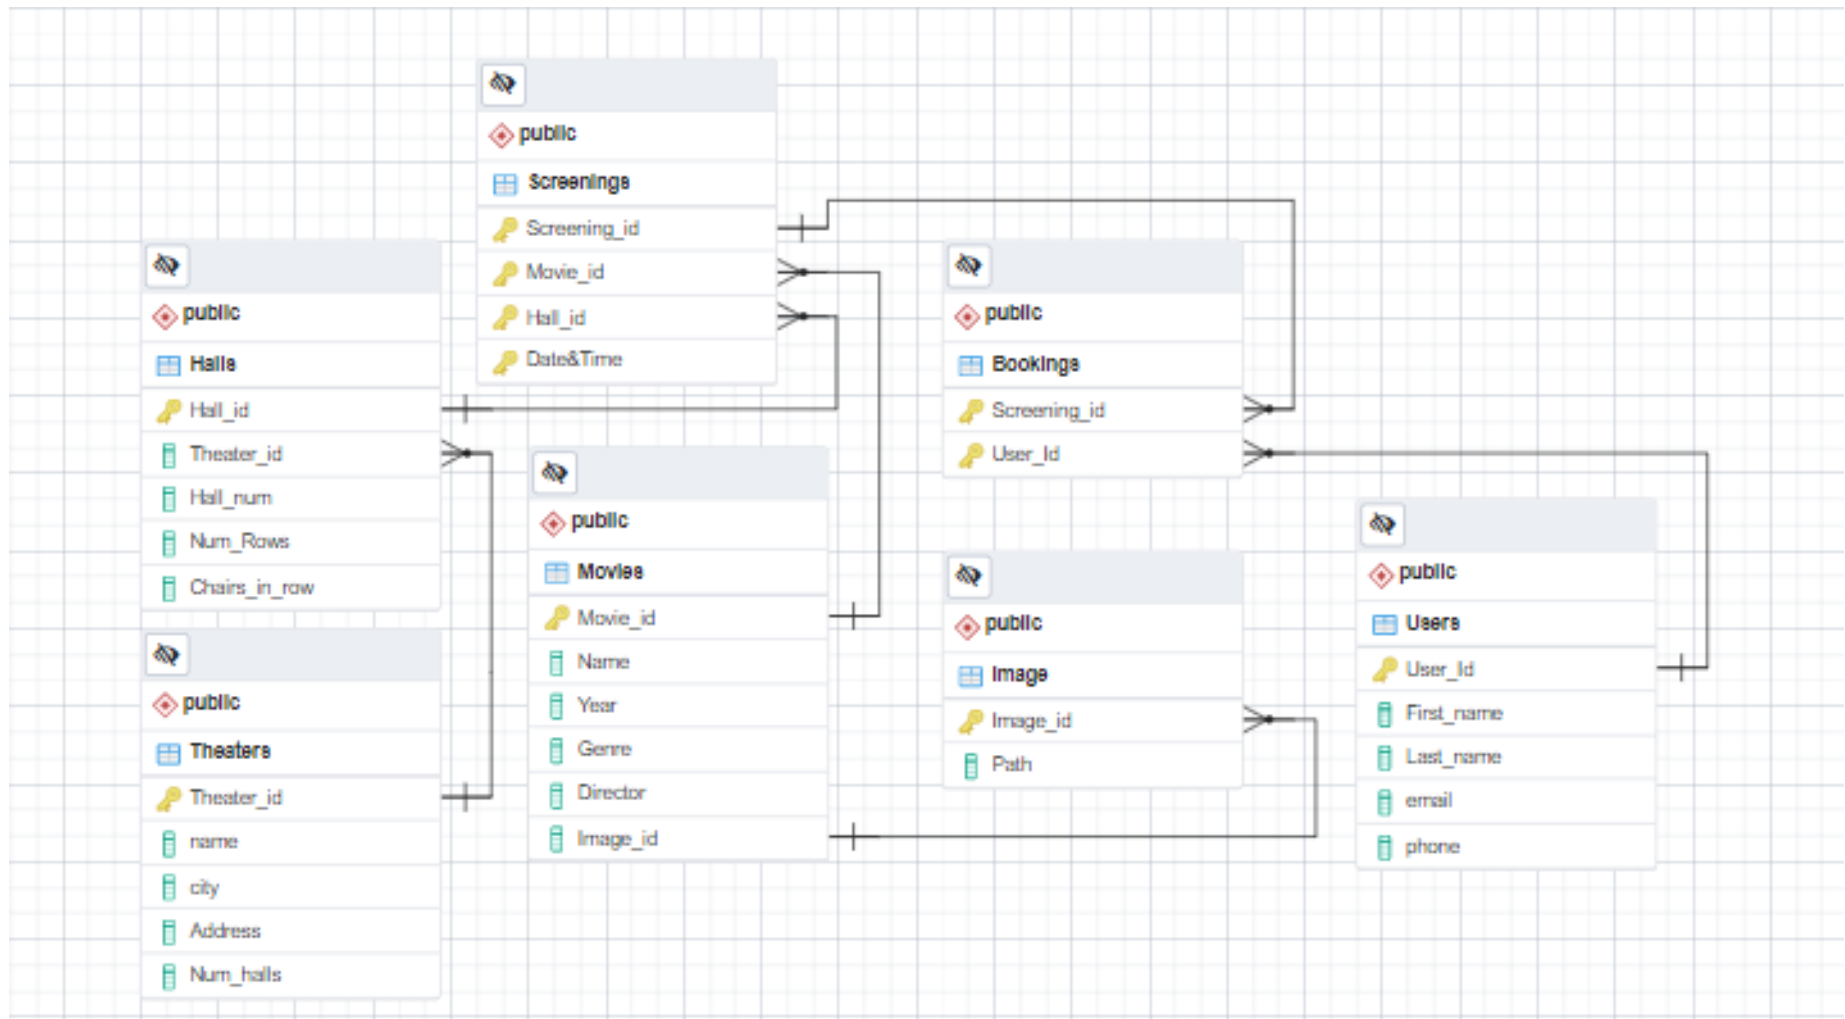 public
Screenings
Screening_id
Movie_id
Hall_id
Date&Time
public
Halls
Hall_id
Theater_id
Hall_num
Num_Rows
Chairs_in_row
public
Theaters
Theater_id
name
city
Address
Num_halls
public
Movies
Movie_id
Name
Year
Genre
Director
Image_id
public
Bookings
Screening_id
User_Id
public
Image
Image_id
Path
public
Users
User_Id
First_name
Last_name
email
phone